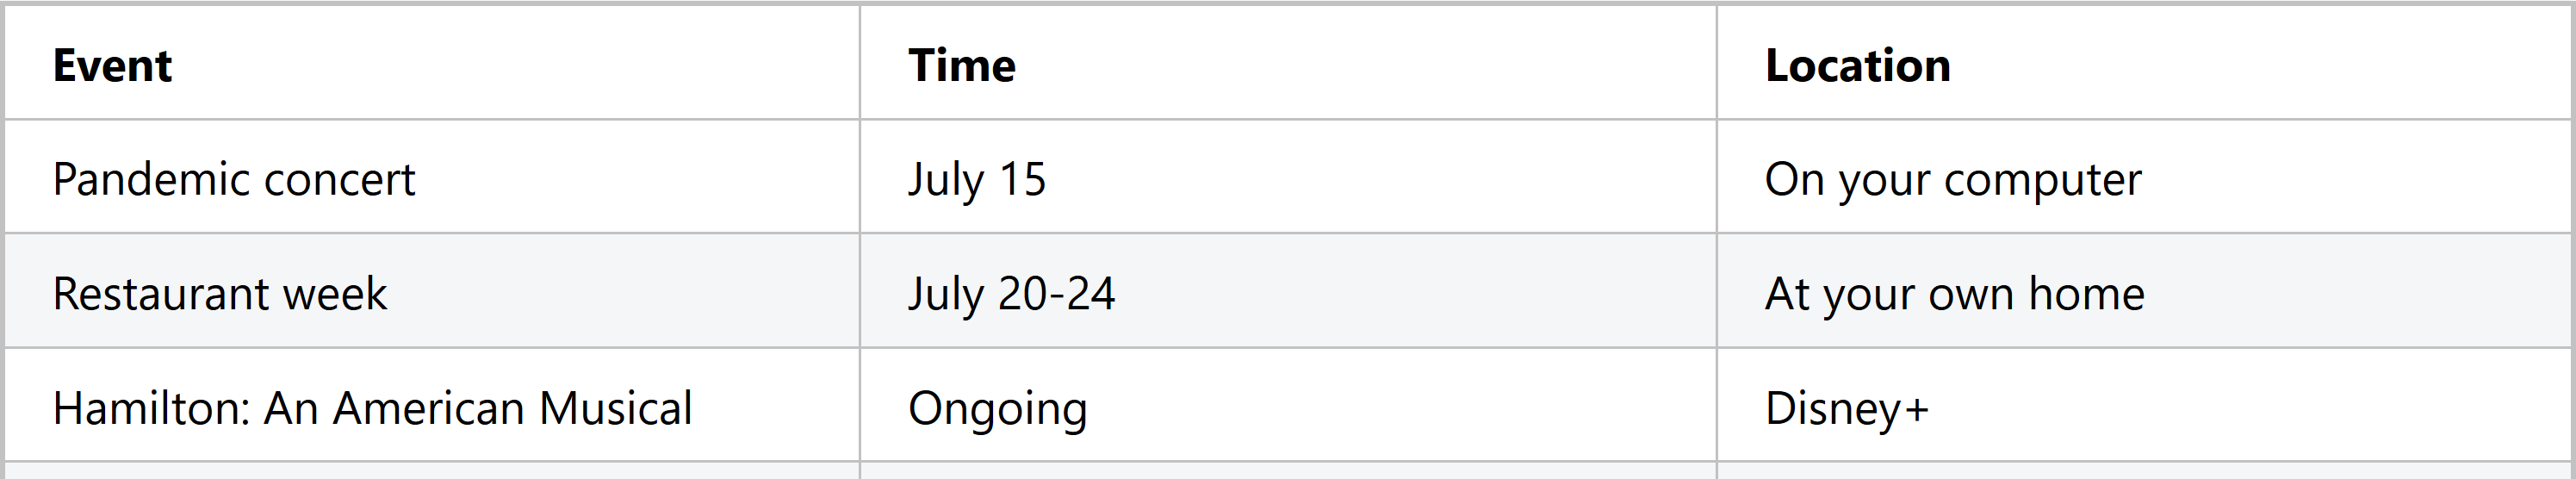 Event Time Location
Pandemic concert July 15 On your computer
Restaurant week July 20-24 At your own home
Hamilton: An American Musical Ongoing Disney+